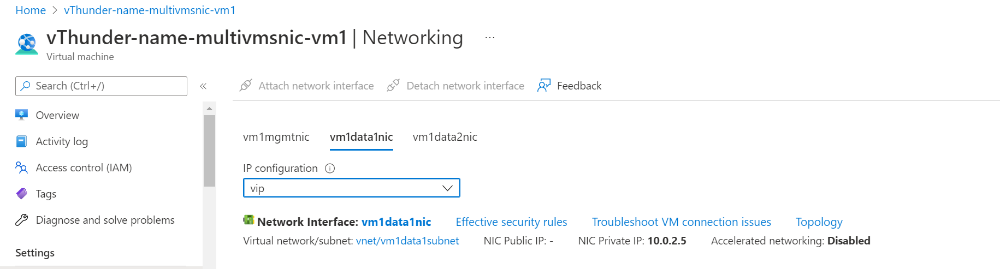 Home > vThunder-name-multivmsnic-vm1
vThunder-name-multivmsnic-vm1 | Networking ...
Virtual machine
Search (Ctrl+/) «
Attach network interface Detach network interface Feedback
Overview
Activity log
Access control (IAM)
Tags
Diagnose and solve problems
Settings
vm1mgmtnic vm1data1nic vm1data2nic
IP configuration
vip
Network Interface: vm1data1nic Effective security rules Troubleshoot VM connection issues Topology
Virtual network/subnet: vnet/vm1data1subnet NIC Public IP: - NIC Private IP: 10.0.2.5 Accelerated networking: Disabled